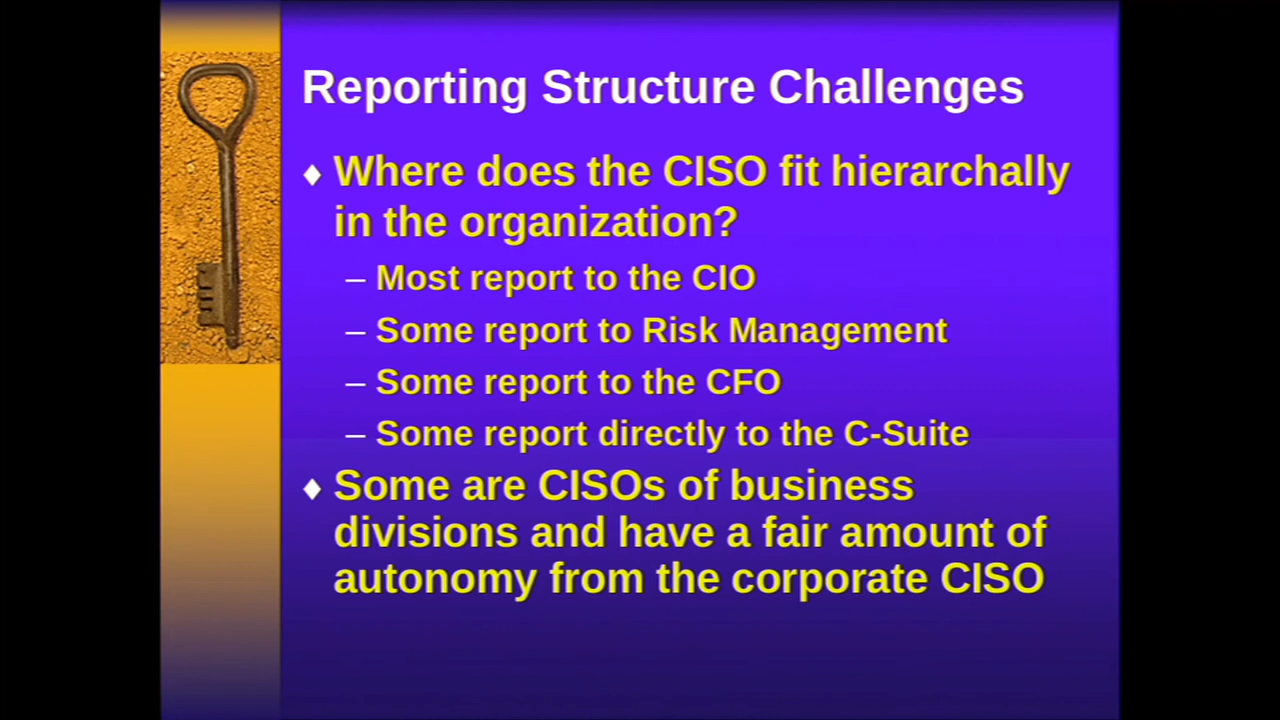 Reporting Structure Challenges
♦ Where does the CISO fit hierarchally
in the organization?
– Most report to the CIO
– Some report to Risk Management
– Some report to the CFO
– Some report directly to the C-Suite
♦ Some are CISOs of business
divisions and have a fair amount of
autonomy from the corporate CISO